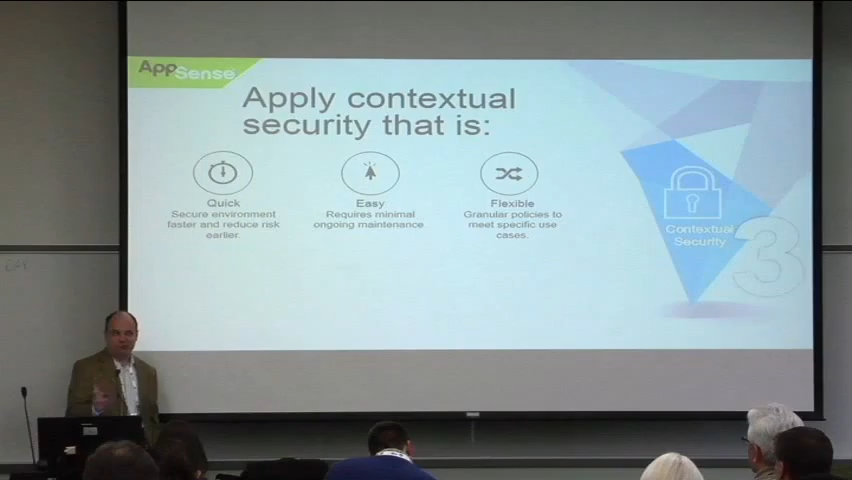 AppSense
Apply contextual
security that is:
Quick
Secure environment
faster and reduce risk
earlier.
Easy
Requires minimal
ongoing maintenance
Flexible
Granular policies to
meet specific use
cases.
Contextual
Security
3